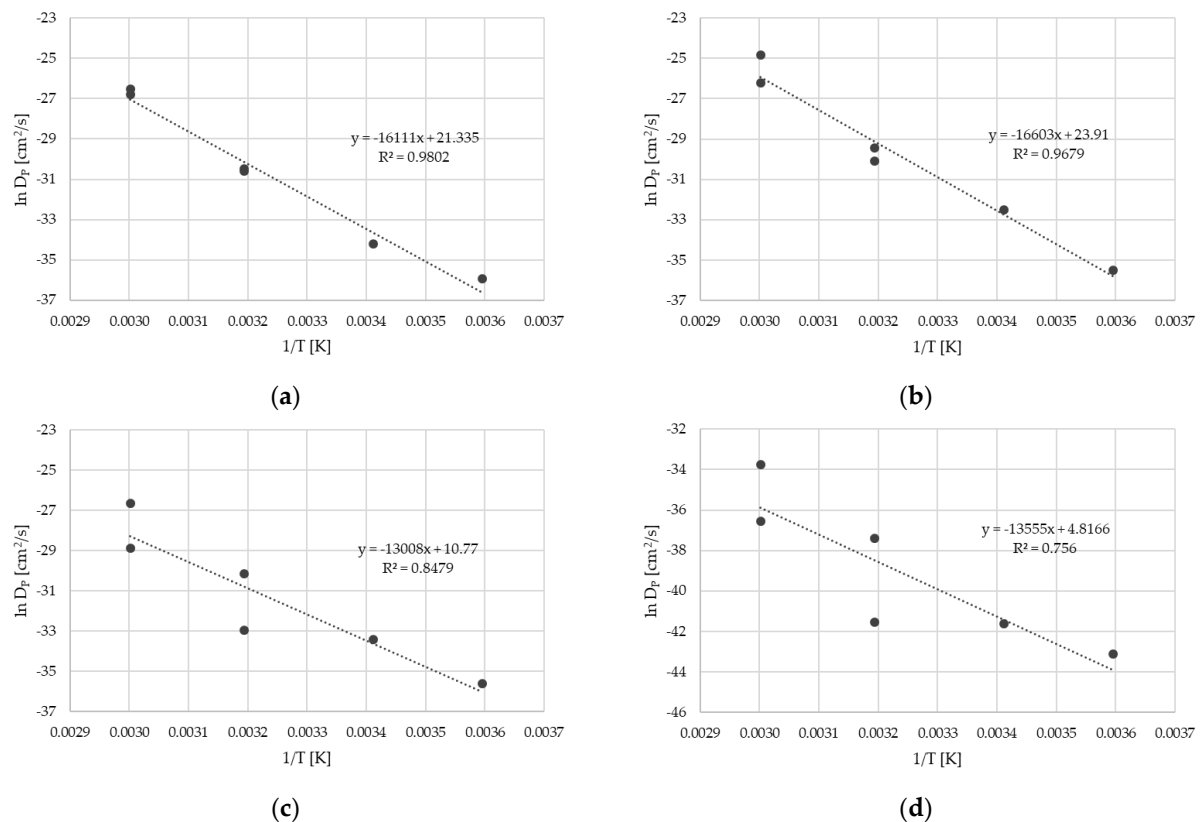 -23
-25
-27
-29
-31
-33
-35
-37
ln D_P [cm²/s]
y = -16111x + 21.335
R² = 0.9802
0.0029 0.0030 0.0031 0.0032 0.0033 0.0034 0.0035 0.0036 0.0037
1/T [K]
(a)
-23
-25
-27
-29
-31
-33
-35
-37
ln D_P [cm²/s]
y = -16603x + 23.91
R² = 0.9679
0.0029 0.0030 0.0031 0.0032 0.0033 0.0034 0.0035 0.0036 0.0037
1/T [K]
(b)
-23
-25
-27
-29
-31
-33
-35
-37
ln D_P [cm²/s]
y = -13008x + 10.77
R² = 0.8479
0.0029 0.0030 0.0031 0.0032 0.0033 0.0034 0.0035 0.0036 0.0037
1/T [K]
(c)
-32
-34
-36
-38
-40
-42
-44
-46
ln D_P [cm²/s]
y = -13555x + 4.8166
R² = 0.756
0.0029 0.0030 0.0031 0.0032 0.0033 0.0034 0.0035 0.0036 0.0037
1/T [K]
(d)